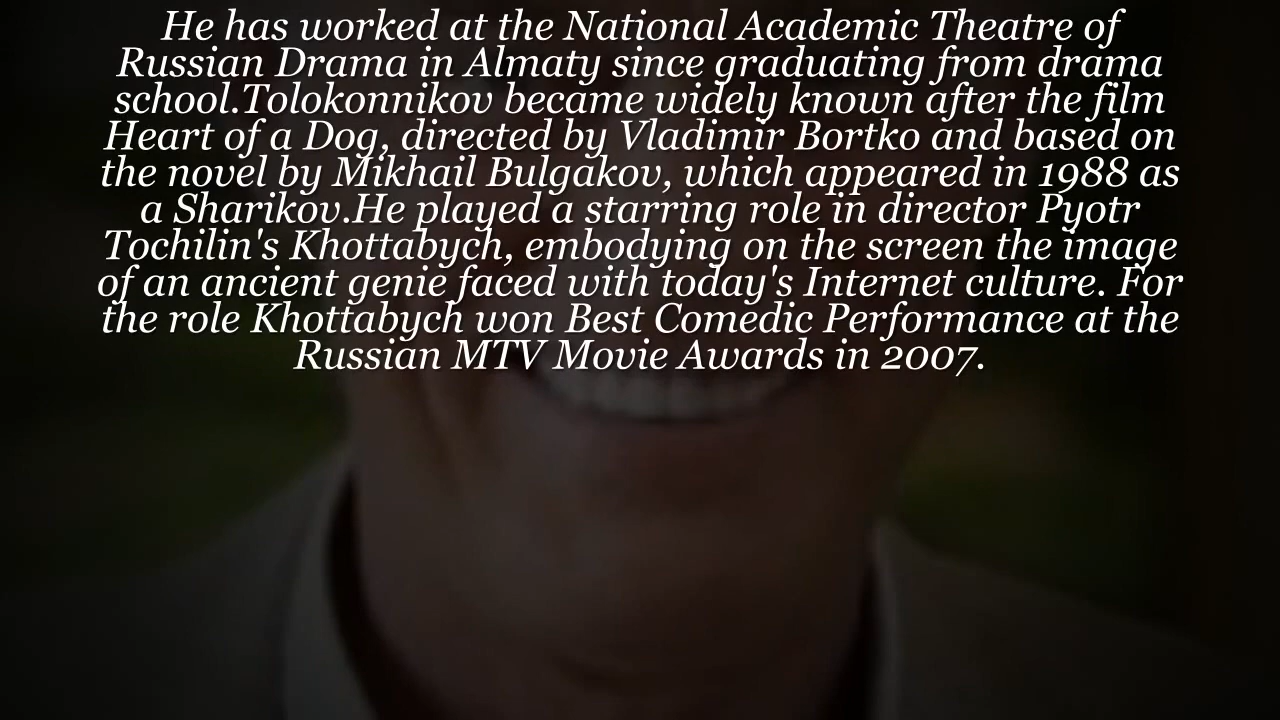 He has worked at the National Academic Theatre of
Russian Drama in Almaty since graduating from drama
school.Tolokonnikov became widely known after the film
Heart of a Dog, directed by Vladimir Bortko and based on
the novel by Mikhail Bulgakov, which appeared in 1988 as
a Sharikov.He played a starring role in director Pyotr
Tochilin's Khottabych, embodying on the screen the image
of an ancient genie faced with today's Internet culture. For
the role Khottabych won Best Comedic Performance at the
Russian MTV Movie Awards in 2007.